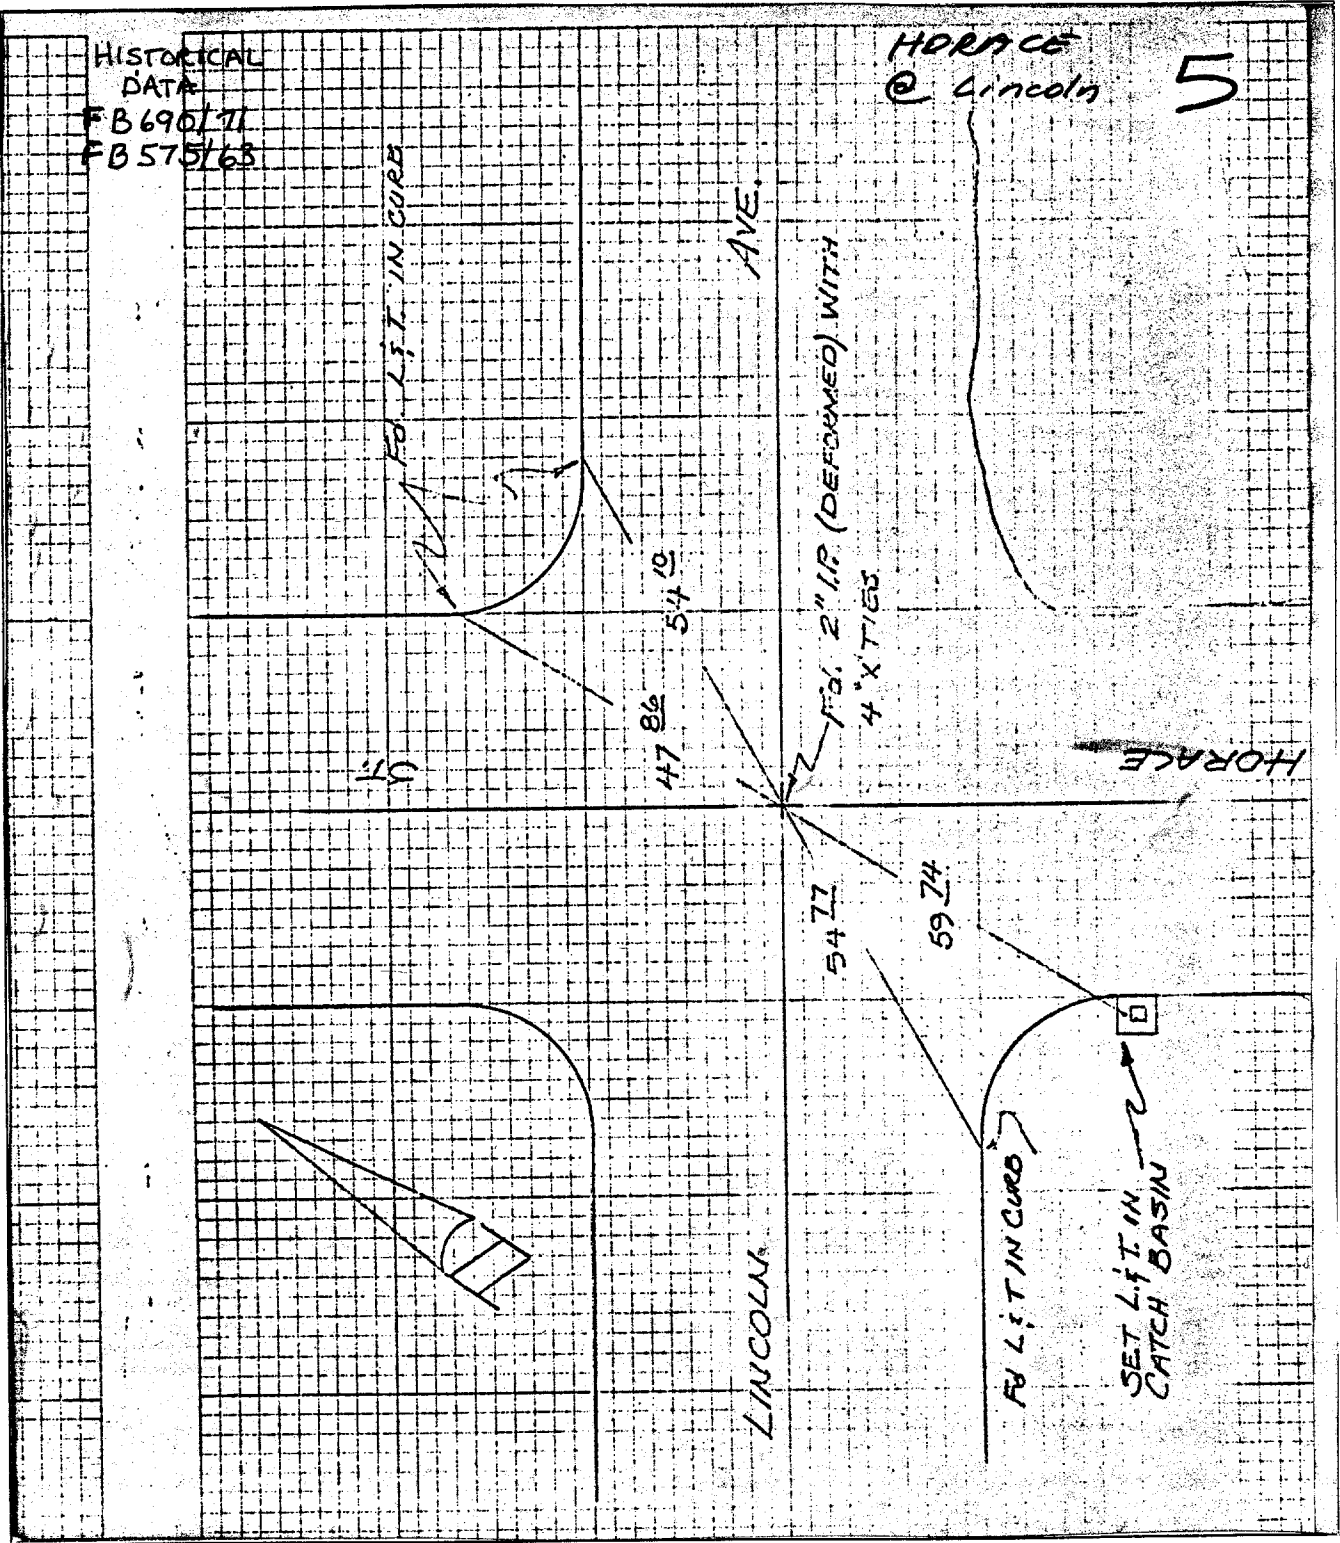 HISTORICAL
DATA
FB 690/71
FB 575/63
HORACE
@ Lincoln
5
Fd. L&T. IN CURB
AVE.
Fd. 2" I.P. (DEFORMED) WITH
4 "X" TIES
54 10
47 86
ST.
HORACE
54 77
59 74
LINCOLN
Fd L&T IN CURB
SET L&T. IN
CATCH BASIN